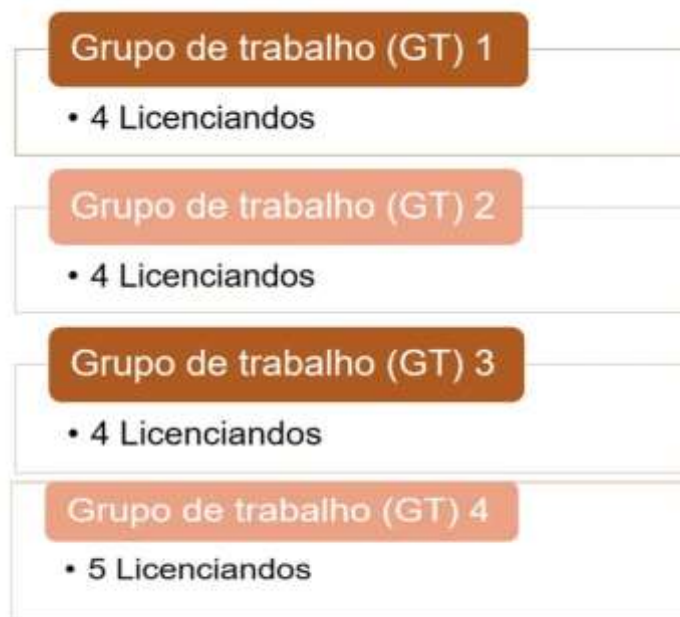 Grupo de trabalho (GT) 1
• 4 Licenciandos
Grupo de trabalho (GT) 2
• 4 Licenciandos
Grupo de trabalho (GT) 3
• 4 Licenciandos
Grupo de trabalho (GT) 4
• 5 Licenciandos